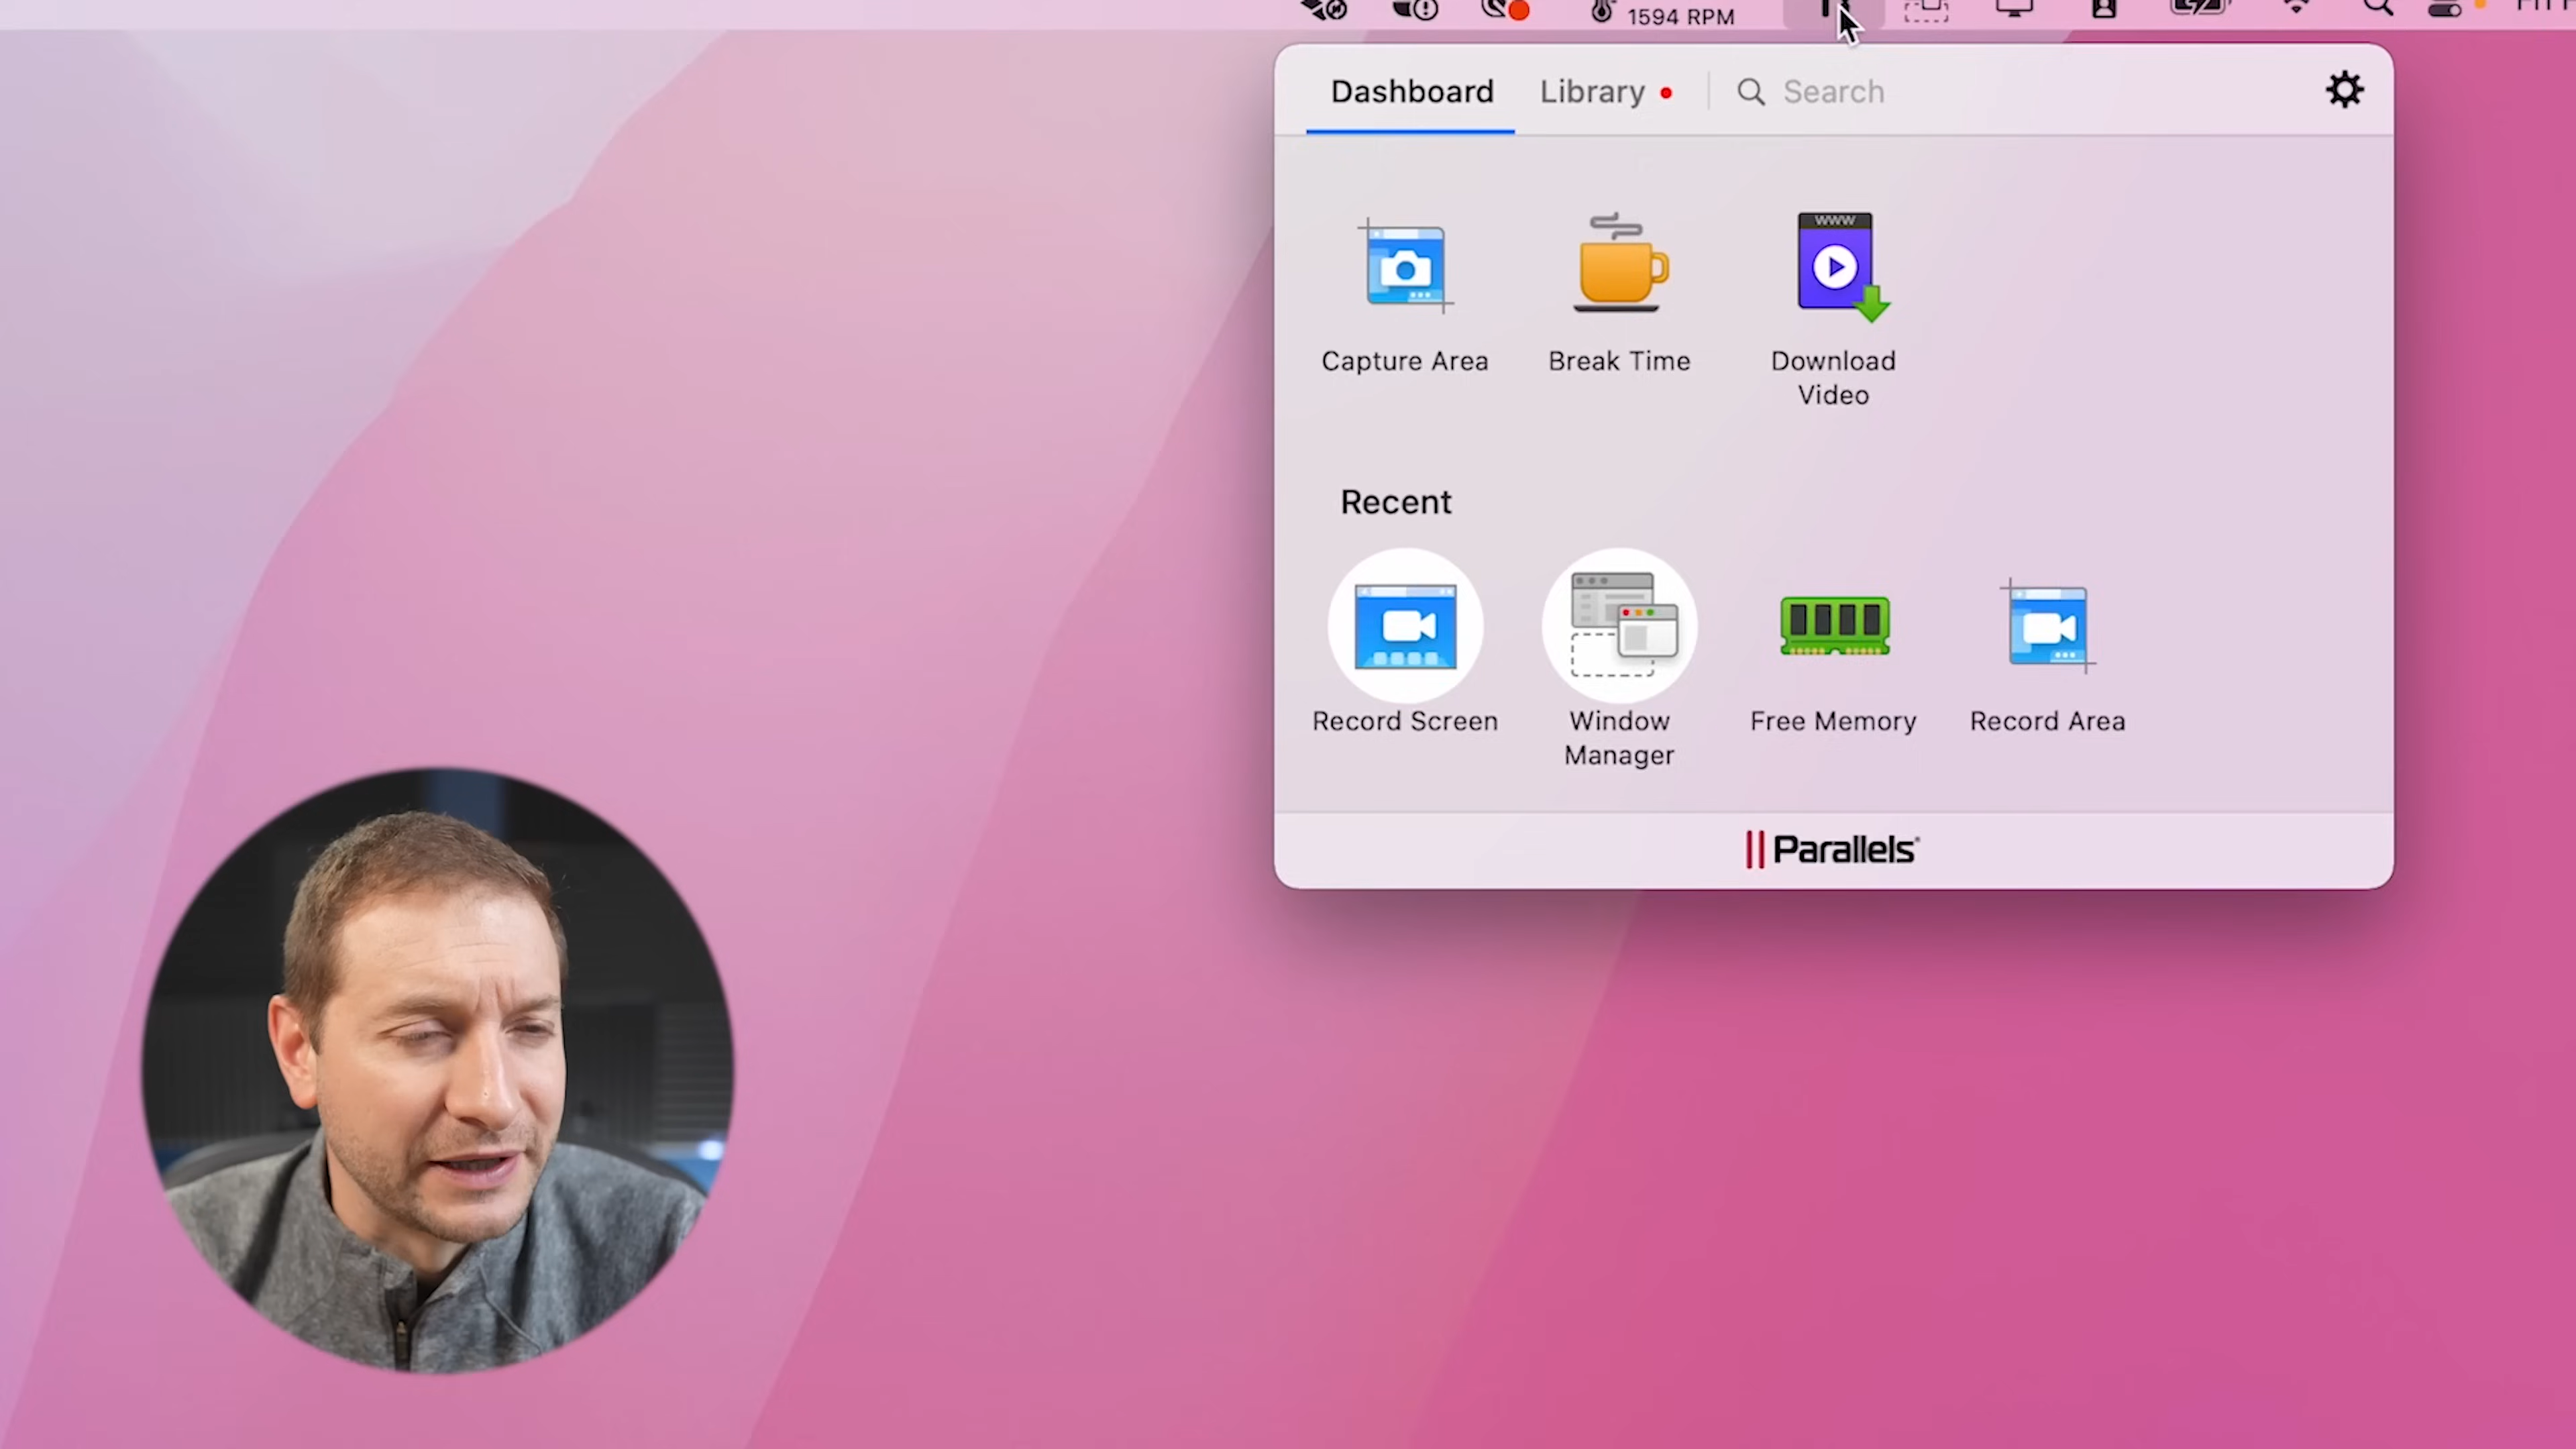 1594 RPM
Dashboard Library Search
WWW
Capture Area Break Time Download
Video
Recent
Record Screen Window Free Memory Record Area
Manager
Parallels